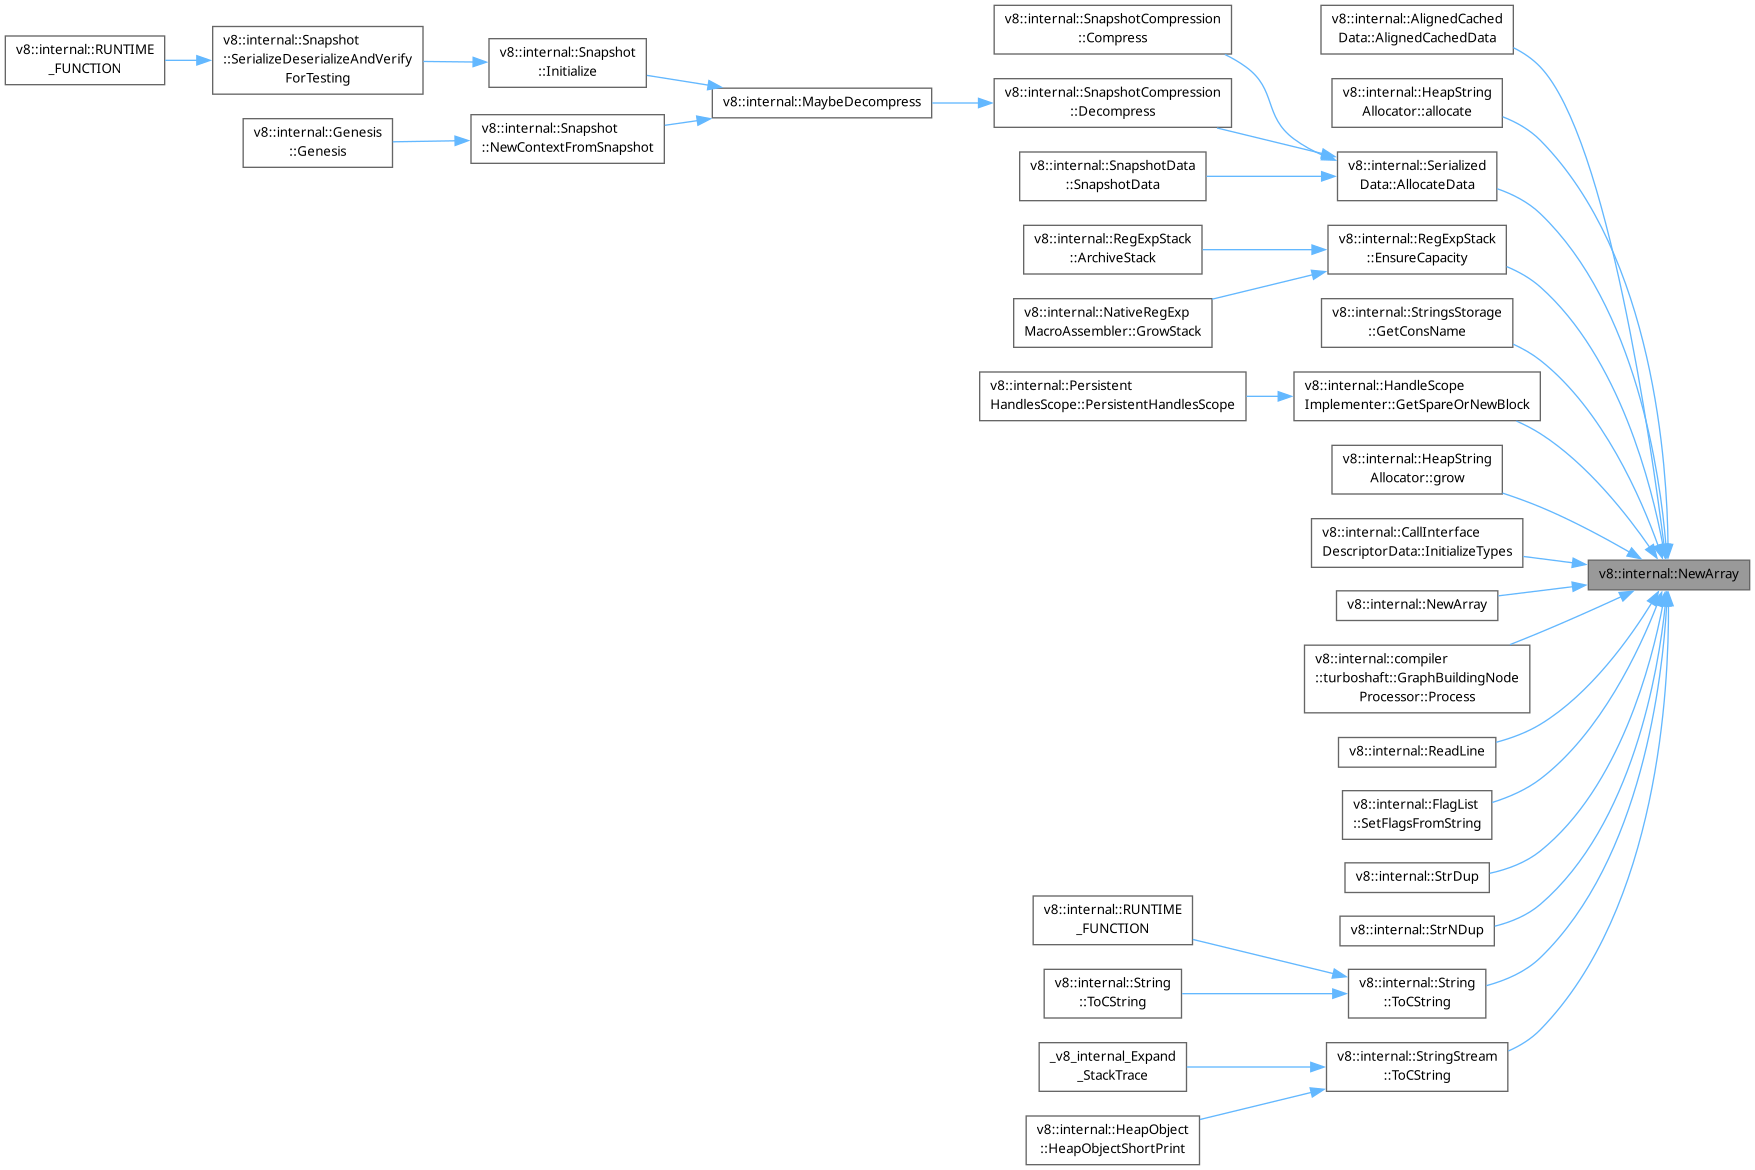 v8::internal::RUNTIME
_FUNCTION
v8::internal::Snapshot
::SerializeDeserializeAndVerify
ForTesting
v8::internal::Genesis
::Genesis
v8::internal::Snapshot
::Initialize
v8::internal::Snapshot
::NewContextFromSnapshot
v8::internal::MaybeDecompress
v8::internal::SnapshotCompression
::Compress
v8::internal::SnapshotCompression
::Decompress
v8::internal::SnapshotData
::SnapshotData
v8::internal::RegExpStack
::ArchiveStack
v8::internal::NativeRegExp
MacroAssembler::GrowStack
v8::internal::Persistent
HandlesScope::PersistentHandlesScope
v8::internal::RUNTIME
_FUNCTION
v8::internal::String
::ToCString
_v8_internal_Expand
_StackTrace
v8::internal::HeapObject
::HeapObjectShortPrint
v8::internal::AlignedCached
Data::AlignedCachedData
v8::internal::HeapString
Allocator::allocate
v8::internal::Serialized
Data::AllocateData
v8::internal::RegExpStack
::EnsureCapacity
v8::internal::StringsStorage
::GetConsName
v8::internal::HandleScope
Implementer::GetSpareOrNewBlock
v8::internal::HeapString
Allocator::grow
v8::internal::CallInterface
DescriptorData::InitializeTypes
v8::internal::NewArray
v8::internal::compiler
::turboshaft::GraphBuildingNode
Processor::Process
v8::internal::ReadLine
v8::internal::FlagList
::SetFlagsFromString
v8::internal::StrDup
v8::internal::StrNDup
v8::internal::String
::ToCString
v8::internal::StringStream
::ToCString
v8::internal::NewArray